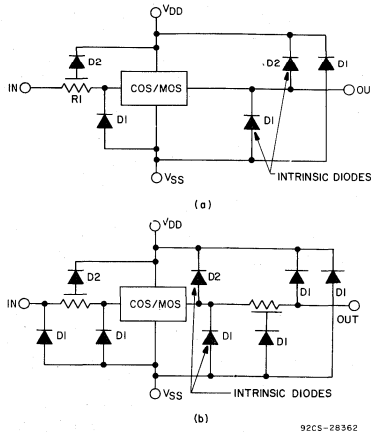 VDD
D2
IN
R1
COS/MOS
D1
D2
D1
OU
D1
INTRINSIC DIODES
VSS
(a)
VDD
D2
D2
IN
COS/MOS
D1
D1
OUT
D1
D1
D1
D1
INTRINSIC DIODES
VSS
(b)
92CS-28362